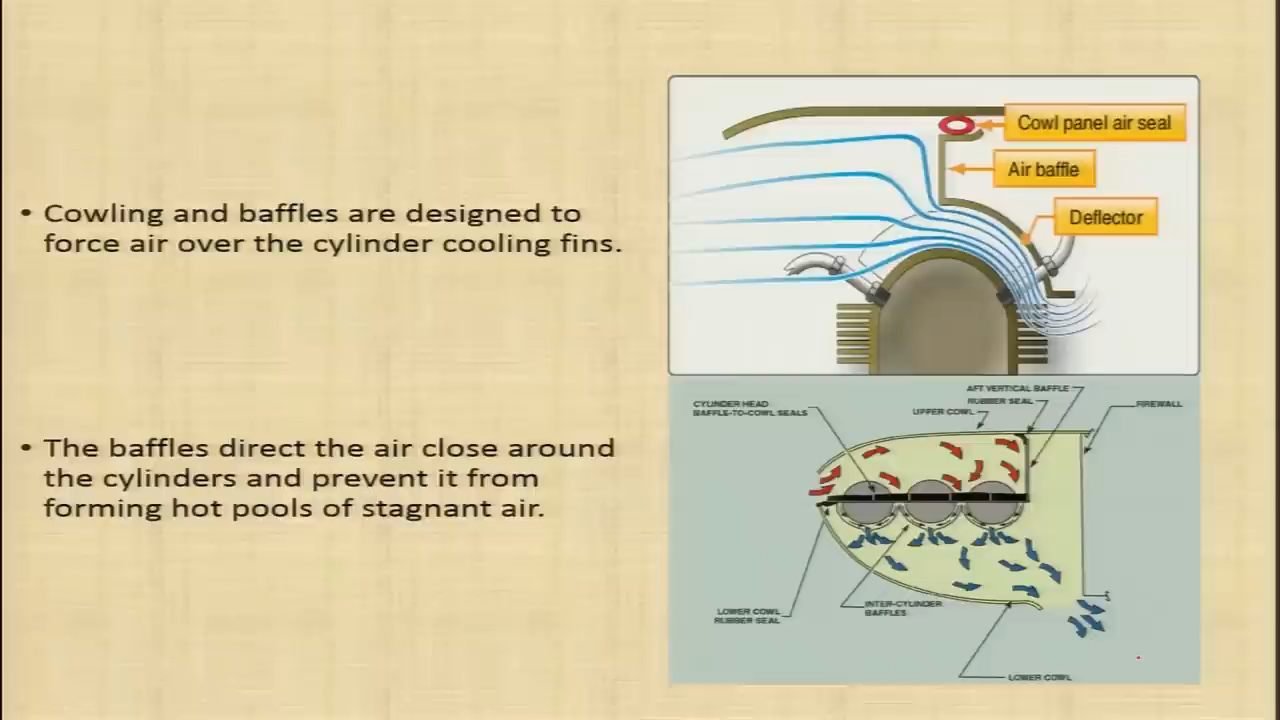 • Cowling and baffles are designed to
force air over the cylinder cooling fins.
• The baffles direct the air close around
the cylinders and prevent it from
forming hot pools of stagnant air.
Cowl panel air seal
Air baffle
Deflector
CYLINDER HEAD
BAFFLE-TO-COWL SEALS
AFT VERTICAL BAFFLE
RUBBER SEAL
UPPER COWL
FIREWALL
LOWER COWL
RUBBER SEAL
INTER-CYLINDER
BAFFLES
LOWER COWL